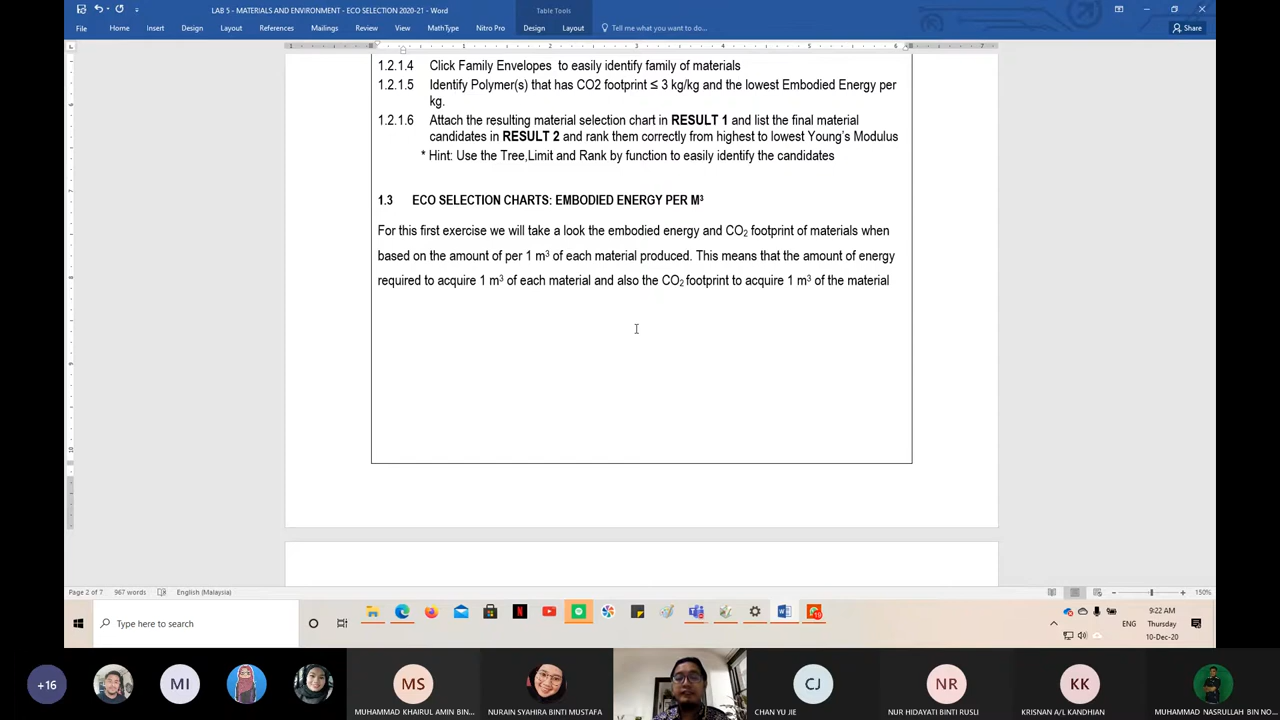 LAB 5 - MATERIALS AND ENVIRONMENT - ECO SELECTION 2020-21 - Word
Table Tools
File Home Insert Design Layout References Mailings Review View MathType Nitro Pro Design Layout Tell me what you want to do... Share
1 1 2 3 4 5 6 7
1.2.1.4 Click Family Envelopes to easily identify family of materials
1.2.1.5 Identify Polymer(s) that has CO2 footprint ≤ 3 kg/kg and the lowest Embodied Energy per
kg.
1.2.1.6 Attach the resulting material selection chart in RESULT 1 and list the final material
candidates in RESULT 2 and rank them correctly from highest to lowest Young's Modulus
* Hint: Use the Tree,Limit and Rank by function to easily identify the candidates
1.3 ECO SELECTION CHARTS: EMBODIED ENERGY PER M³
For this first exercise we will take a look the embodied energy and CO₂ footprint of materials when
based on the amount of per 1 m³ of each material produced. This means that the amount of energy
required to acquire 1 m³ of each material and also the CO₂ footprint to acquire 1 m³ of the material
Page 2 of 7 967 words English (Malaysia) 150%
Type here to search
ENG
9:22 AM
Thursday
10-Dec-20
+16
MI
MS
CJ
NR
KK
MUHAMMAD KHAIRUL AMIN BIN... NURAIN SYAHIRA BINTI MUSTAFA CHAN YU JIE NUR HIDAYATI BINTI RUSLI KRISNAN A/L KANDHIAN MUHAMMAD NASRULLAH BIN NO...